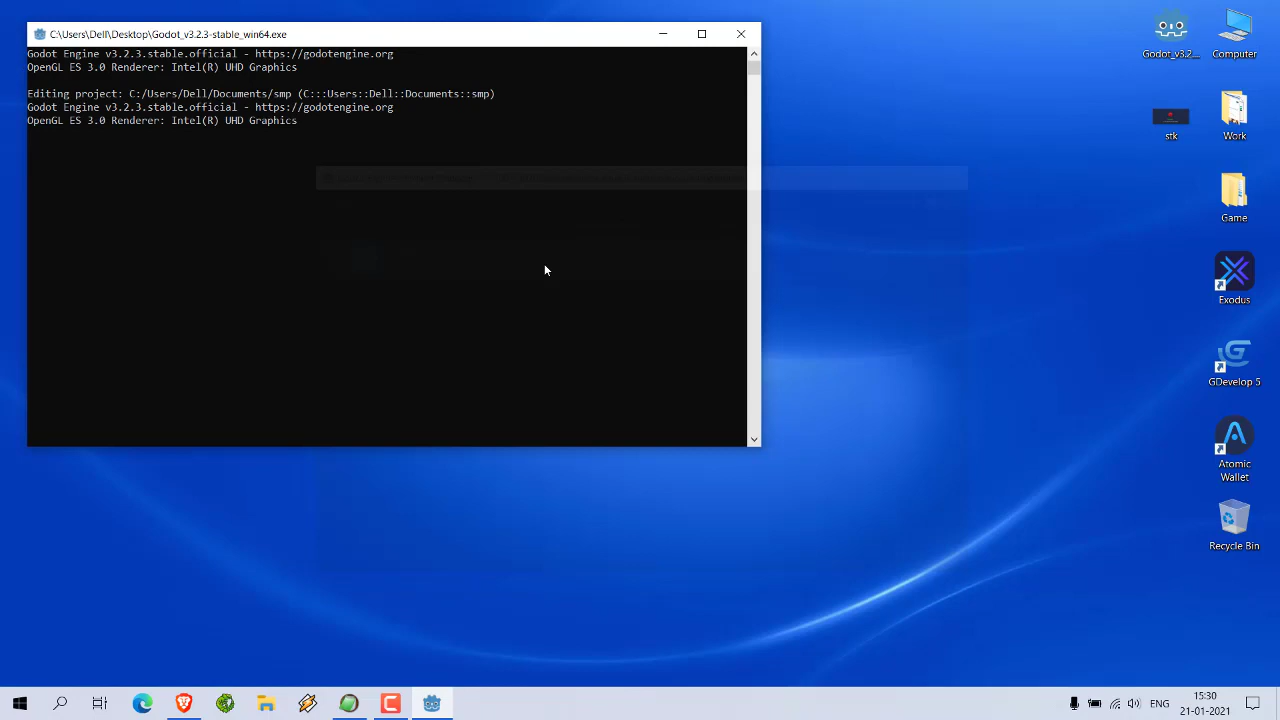 C:\Users\Dell\Desktop\Godot_v3.2.3-stable_win64.exe
Godot Engine v3.2.3.stable.official - https://godotengine.org
OpenGL ES 3.0 Renderer: Intel(R) UHD Graphics
Editing project: C:/Users/Dell/Documents/smp (C:::Users::Dell::Documents::smp)
Godot Engine v3.2.3.stable.official - https://godotengine.org
OpenGL ES 3.0 Renderer: Intel(R) UHD Graphics
Godot_v3.2....
Computer
stk
Work
Game
Exodus
GDevelop 5
Atomic
Wallet
Recycle Bin
ENG
15:30
21-01-2021